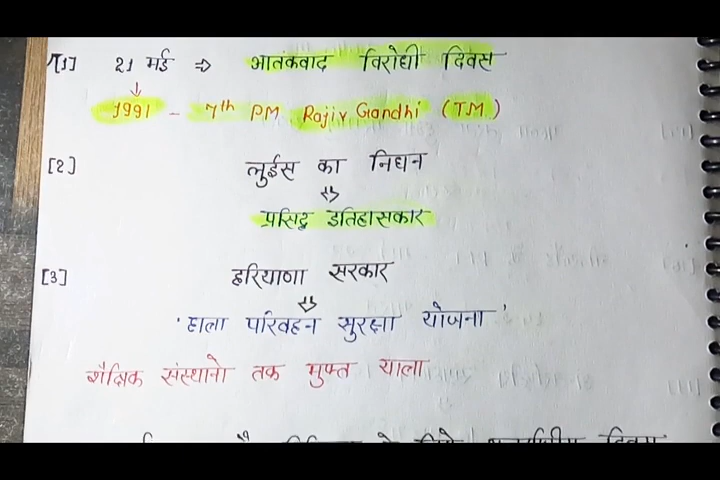 [1] 21 मई ⇒ आतंकवाद विरोधी दिवस
1991 - 7th PM Rajiv Gandhi (T.M.)
[2] लुईस का निधन
प्रसिद्ध इतिहासकार
[3] हरियाणा सरकार
'हाला परिवहन सुरक्षा योजना'
शैक्षिक संस्थानो तक मुफ्त याला